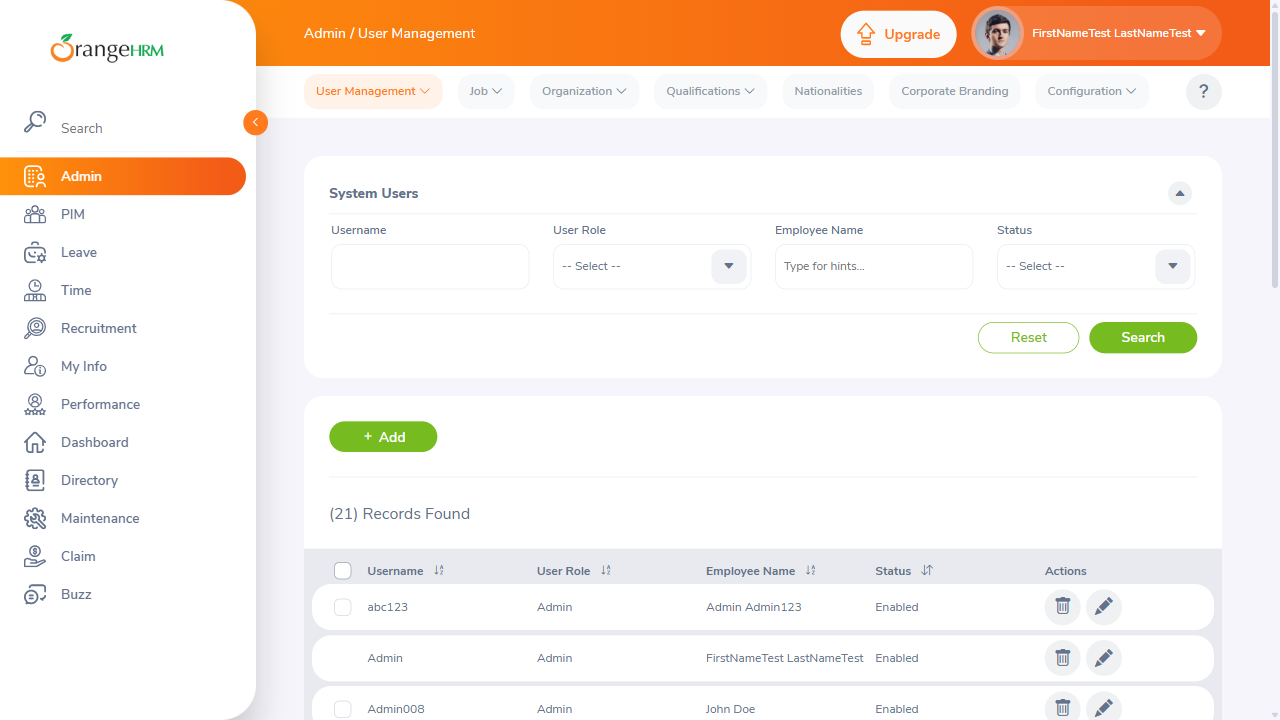 OrangeHRM
Admin / User Management
Upgrade
FirstNameTest LastNameTest
User Management
Job
Organization
Qualifications
Nationalities
Corporate Branding
Configuration
?
Search
Admin
PIM
Leave
Time
Recruitment
My Info
Performance
Dashboard
Directory
Maintenance
Claim
Buzz
System Users
Username
User Role
Employee Name
Status
-- Select --
Type for hints...
-- Select --
Reset
Search
+ Add
(21) Records Found
Username
User Role
Employee Name
Status
Actions
abc123 Admin Admin Admin123 Enabled
Admin Admin FirstNameTest LastNameTest Enabled
Admin008 Admin John Doe Enabled